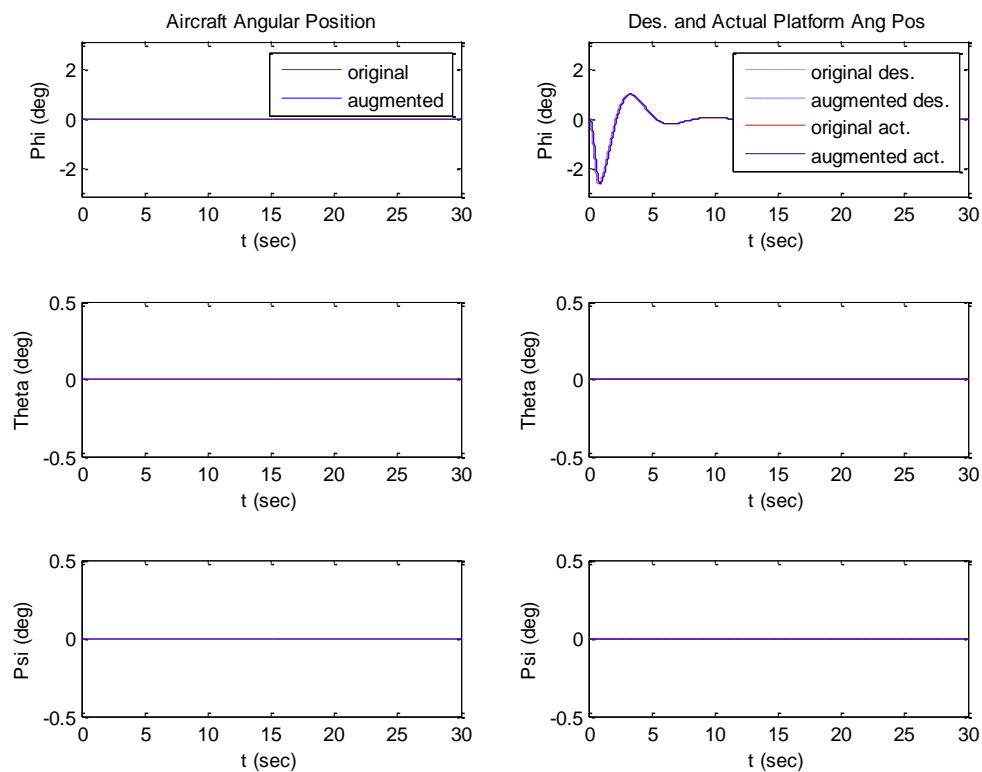 Aircraft Angular Position
Phi (deg)
2
0
-2
original
augmented
0 5 10 15 20 25 30
t (sec)
Des. and Actual Platform Ang Pos
Phi (deg)
2
0
-2
original des.
augmented des.
original act.
augmented act.
0 5 10 15 20 25 30
t (sec)
Theta (deg)
0.5
0
-0.5
0 5 10 15 20 25 30
t (sec)
Theta (deg)
0.5
0
-0.5
0 5 10 15 20 25 30
t (sec)
Psi (deg)
0.5
0
-0.5
0 5 10 15 20 25 30
t (sec)
Psi (deg)
0.5
0
-0.5
0 5 10 15 20 25 30
t (sec)